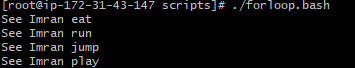 [root@ip-172-31-43-147 scripts]# ./forloop.bash
See Imran eat
See Imran run
See Imran jump
See Imran play